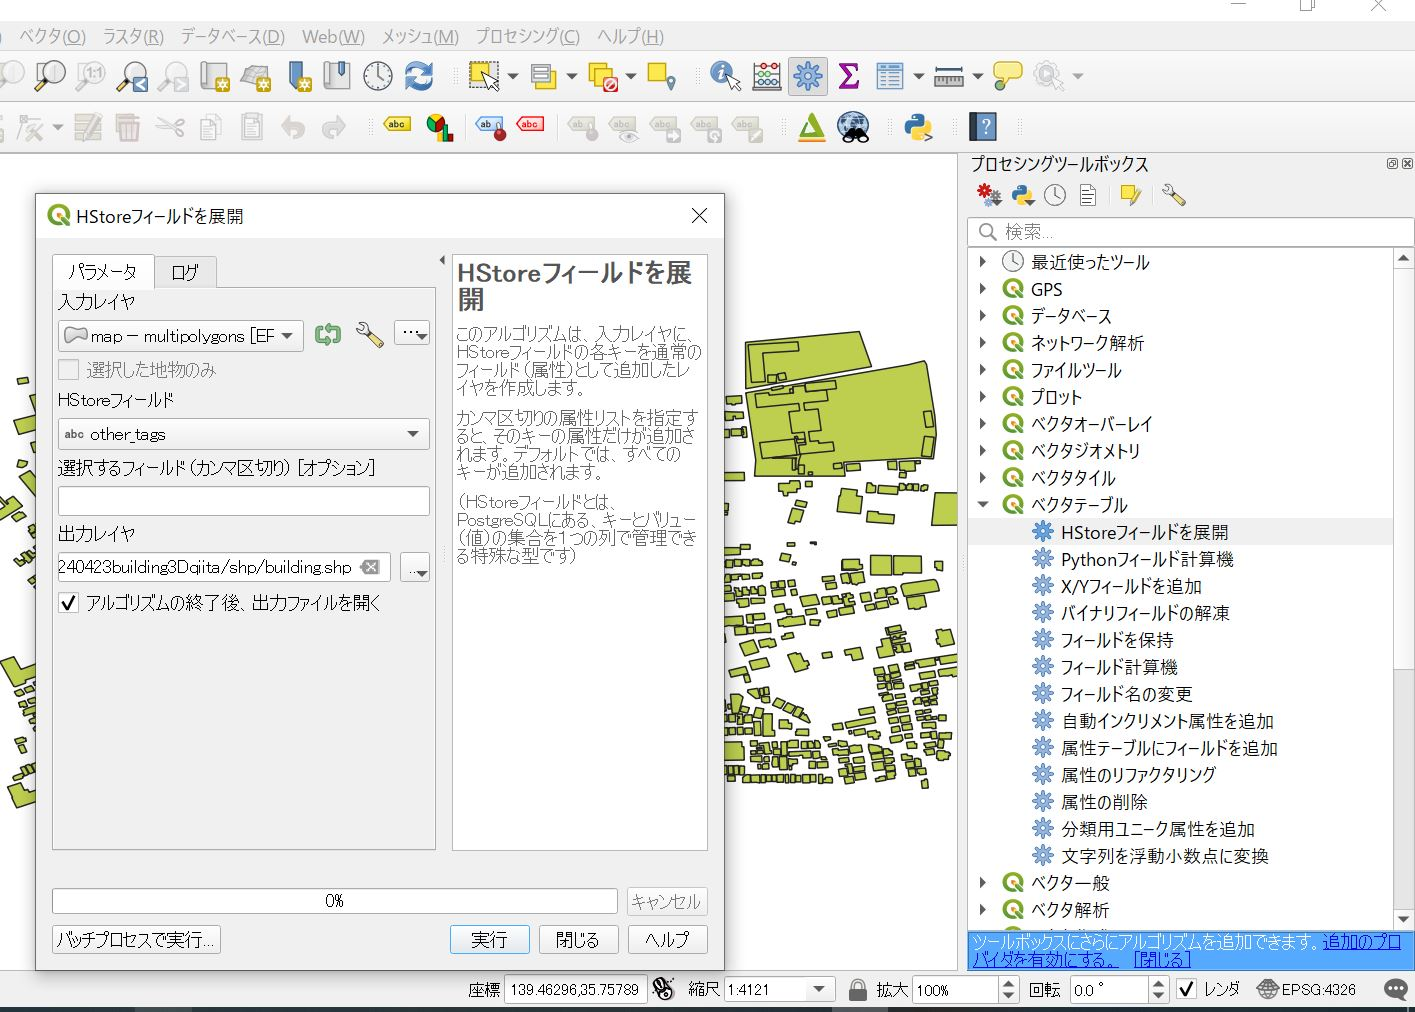 ベクタ(O) ラスタ(R) データベース(D) Web(W) メッシュ(M) プロセシング(C) ヘルプ(H)
プロセシングツールボックス
検索...
最近使ったツール
GPS
データベース
ネットワーク解析
ファイルツール
プロット
ベクタオーバーレイ
ベクタジオメトリ
ベクタタイル
ベクタテーブル
HStoreフィールドを展開
Pythonフィールド計算機
X/Yフィールドを追加
バイナリフィールドの解凍
フィールドを保持
フィールド計算機
フィールド名の変更
自動インクリメント属性を追加
属性テーブルにフィールドを追加
属性のリファクタリング
属性の削除
分類用ユニーク属性を追加
文字列を浮動小数点に変換
ベクタ一般
ベクタ解析
ツールボックスにさらにアルゴリズムを追加できます。追加のプロ
バイダを有効にする。 [閉じる]
HStoreフィールドを展開
パラメータ ログ
入力レイヤ
map — multipolygons [EF
選択した地物のみ
HStoreフィールド
abc other_tags
選択するフィールド（カンマ区切り） [オプション]
出力レイヤ
240423building3Dqiita/shp/building.shp
アルゴリズムの終了後、出力ファイルを開く
HStoreフィールドを展
開
このアルゴリズムは、入力レイヤに、
HStoreフィールドの各キーを通常の
フィールド（属性）として追加したレ
イヤを作成します。
カンマ区切りの属性リストを指定す
ると、そのキーの属性だけが追加さ
れます。デフォルトでは、すべての
キーが追加されます。
（HStoreフィールドとは、
PostgreSQLにある、キーとバリュー
（値）の集合を1つの列で管理でき
る特殊な型です）
0%
キャンセル
バッチプロセスで実行... 実行 閉じる ヘルプ
座標 139.46296,35.75789 縮尺 1:4121 拡大 100% 回転 0.0 ° レンダ EPSG:4326